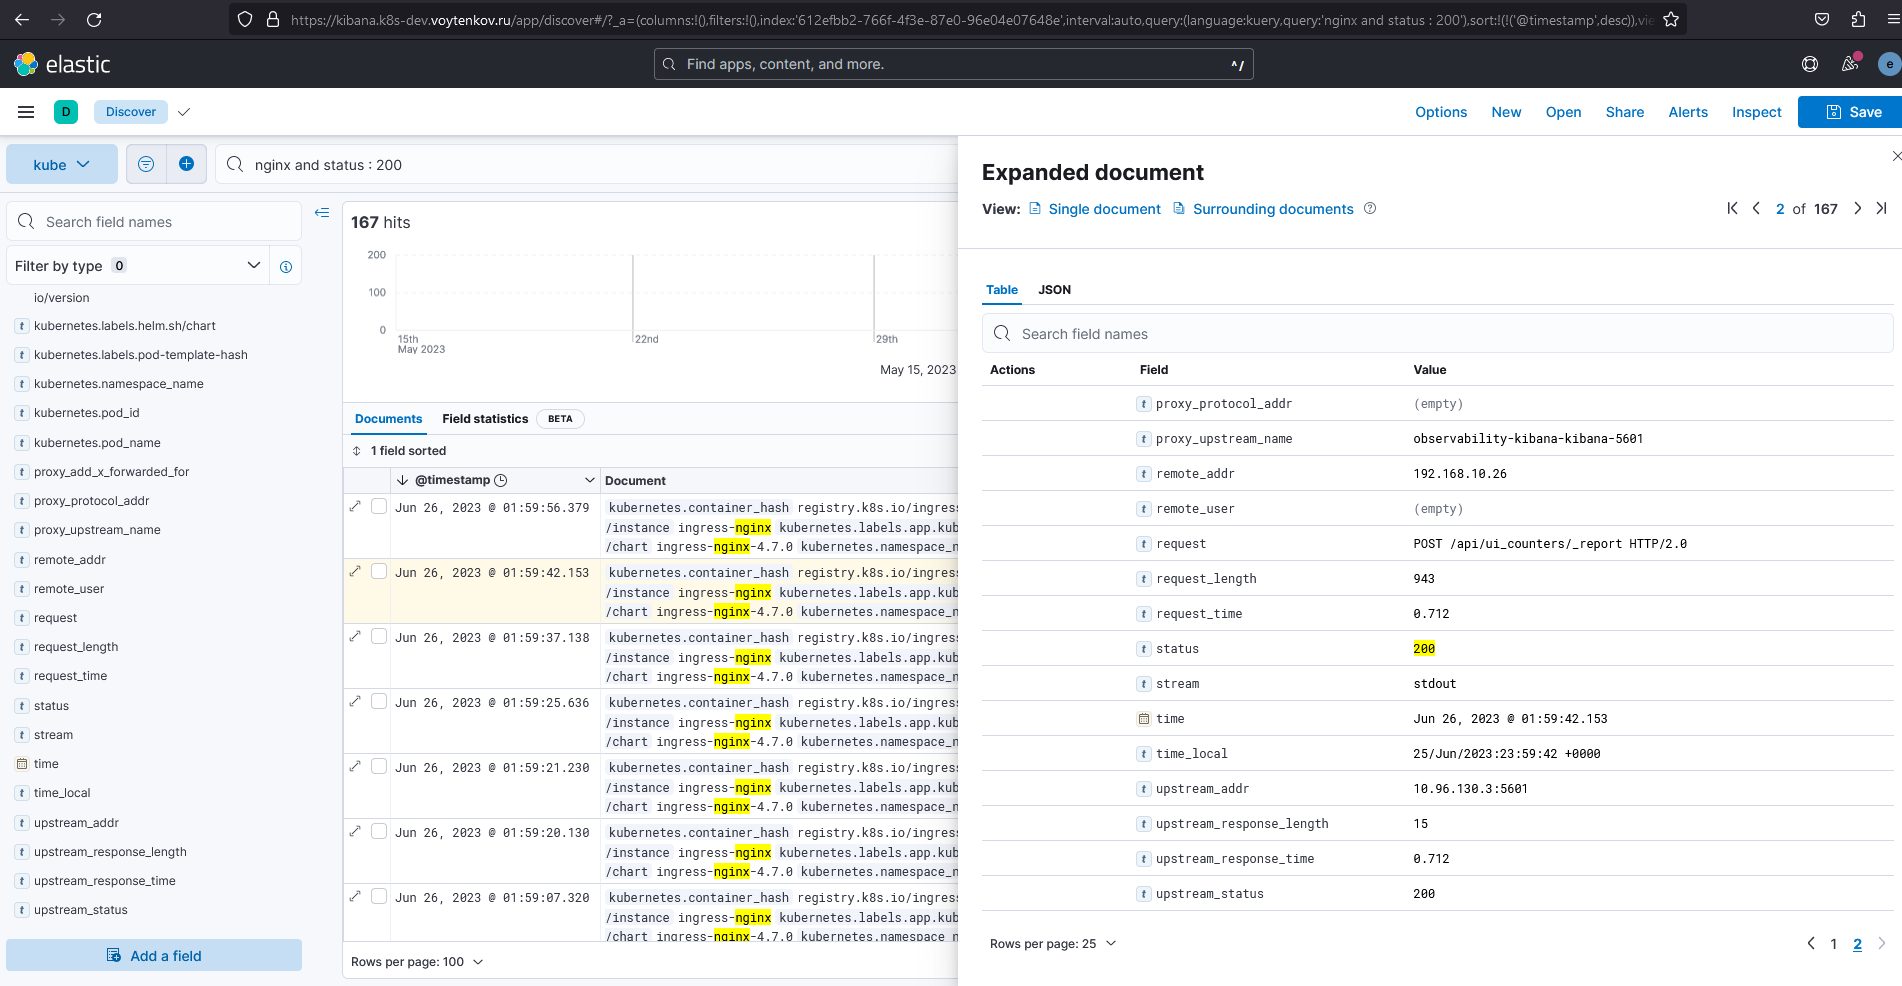 https://kibana.k8s-dev.voytenkov.ru/app/discover#/?_a=(columns:!(),filters:!(),index:'612efbb2-766f-4f3e-87e0-96e04e07648e',interval:auto,query:(language:kuery,query:'nginx and status : 200'),sort:!(!('@timestamp',desc)),vie
elastic
Find apps, content, and more.
^/
e
D
Discover
Options
New
Open
Share
Alerts
Inspect
Save
kube
nginx and status : 200
Search field names
Filter by type 0
io/version
t kubernetes.labels.helm.sh/chart
t kubernetes.labels.pod-template-hash
t kubernetes.namespace_name
t kubernetes.pod_id
t kubernetes.pod_name
t proxy_add_x_forwarded_for
t proxy_protocol_addr
t proxy_upstream_name
t remote_addr
t remote_user
t request
t request_length
t request_time
t status
t stream
time
t time_local
t upstream_addr
t upstream_response_length
t upstream_response_time
t upstream_status
Add a field
167 hits
200
100
0
15th
May 2023
22nd
29th
May 15, 2023
Documents
Field statistics
BETA
1 field sorted
@timestamp
Document
Jun 26, 2023 @ 01:59:56.379
kubernetes.container_hash registry.k8s.io/ingress
/instance ingress-nginx kubernetes.labels.app.kub
/chart ingress-nginx-4.7.0 kubernetes.namespace_n
Jun 26, 2023 @ 01:59:42.153
kubernetes.container_hash registry.k8s.io/ingress
/instance ingress-nginx kubernetes.labels.app.kub
/chart ingress-nginx-4.7.0 kubernetes.namespace_n
Jun 26, 2023 @ 01:59:37.138
kubernetes.container_hash registry.k8s.io/ingress
/instance ingress-nginx kubernetes.labels.app.kub
/chart ingress-nginx-4.7.0 kubernetes.namespace_n
Jun 26, 2023 @ 01:59:25.636
kubernetes.container_hash registry.k8s.io/ingress
/instance ingress-nginx kubernetes.labels.app.kub
/chart ingress-nginx-4.7.0 kubernetes.namespace_n
Jun 26, 2023 @ 01:59:21.230
kubernetes.container_hash registry.k8s.io/ingress
/instance ingress-nginx kubernetes.labels.app.kub
/chart ingress-nginx-4.7.0 kubernetes.namespace_n
Jun 26, 2023 @ 01:59:20.130
kubernetes.container_hash registry.k8s.io/ingress
/instance ingress-nginx kubernetes.labels.app.kub
/chart ingress-nginx-4.7.0 kubernetes.namespace_n
Jun 26, 2023 @ 01:59:07.320
kubernetes.container_hash registry.k8s.io/ingress
/instance ingress-nginx kubernetes.labels.app.kub
/chart ingress-nginx-4.7.0 kubernetes.namespace_n
Rows per page: 100
Expanded document
View: Single document Surrounding documents
2 of 167
Table
JSON
Search field names
Actions Field Value
t proxy_protocol_addr (empty)
t proxy_upstream_name observability-kibana-kibana-5601
t remote_addr 192.168.10.26
t remote_user (empty)
t request POST /api/ui_counters/_report HTTP/2.0
t request_length 943
t request_time 0.712
t status 200
t stream stdout
time Jun 26, 2023 @ 01:59:42.153
t time_local 25/Jun/2023:23:59:42 +0000
t upstream_addr 10.96.130.3:5601
t upstream_response_length 15
t upstream_response_time 0.712
t upstream_status 200
Rows per page: 25
1 2